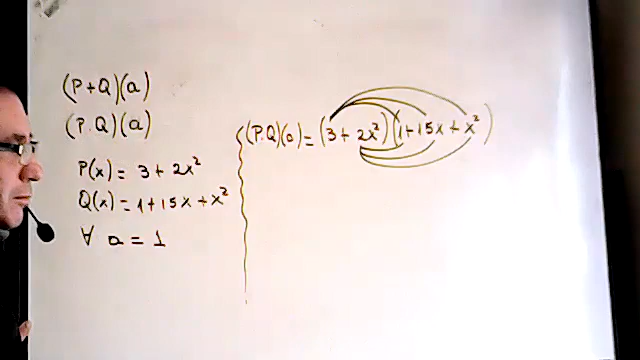 (P+Q)(a)
(P.Q)(a)
P(x) = 3 + 2x²
Q(x) = 1 + 15x + x²
∀ a = 1
(P.Q)(a) = (3 + 2x²)(1 + 15x + x²)